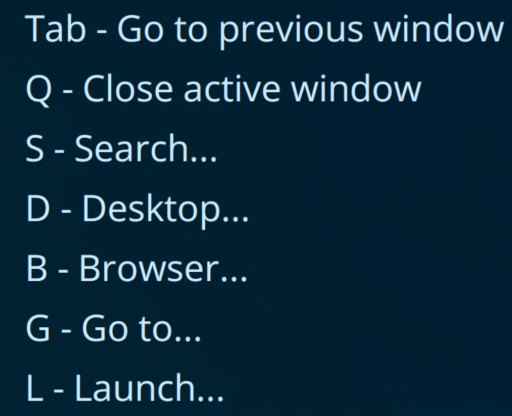 Tab - Go to previous window
Q - Close active window
S - Search...
D - Desktop...
B - Browser...
G - Go to...
L - Launch...